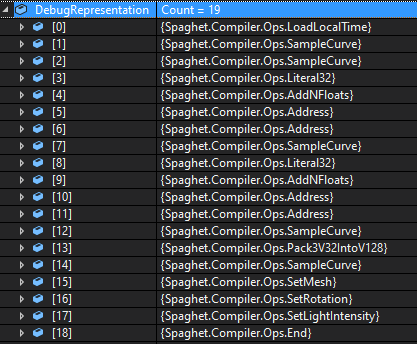 DebugRepresentation Count = 19
[0] {Spaghet.Compiler.Ops.LoadLocalTime}
[1] {Spaghet.Compiler.Ops.SampleCurve}
[2] {Spaghet.Compiler.Ops.SampleCurve}
[3] {Spaghet.Compiler.Ops.Literal32}
[4] {Spaghet.Compiler.Ops.AddNFloats}
[5] {Spaghet.Compiler.Ops.Address}
[6] {Spaghet.Compiler.Ops.Address}
[7] {Spaghet.Compiler.Ops.SampleCurve}
[8] {Spaghet.Compiler.Ops.Literal32}
[9] {Spaghet.Compiler.Ops.AddNFloats}
[10] {Spaghet.Compiler.Ops.Address}
[11] {Spaghet.Compiler.Ops.Address}
[12] {Spaghet.Compiler.Ops.SampleCurve}
[13] {Spaghet.Compiler.Ops.Pack3V32IntoV128}
[14] {Spaghet.Compiler.Ops.SampleCurve}
[15] {Spaghet.Compiler.Ops.SetMesh}
[16] {Spaghet.Compiler.Ops.SetRotation}
[17] {Spaghet.Compiler.Ops.SetLightIntensity}
[18] {Spaghet.Compiler.Ops.End}